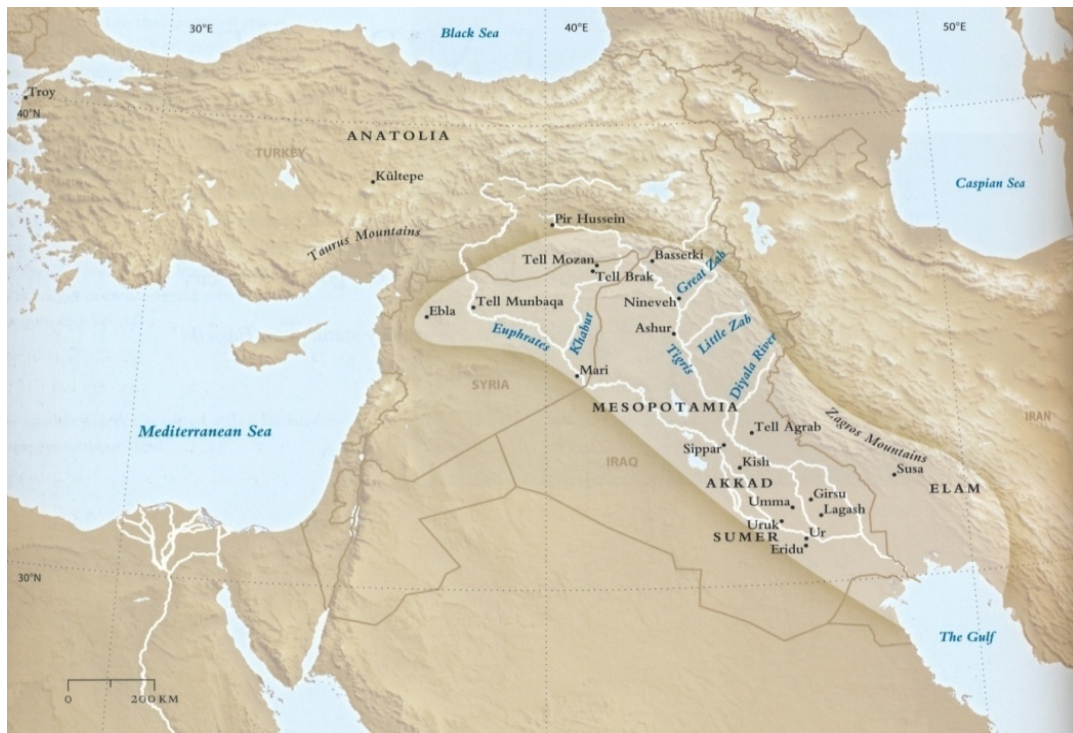 30°E
Black Sea
40°E
50°E
Troy
40°N
ANATOLIA
TURKEY
Kültepe
Caspian Sea
Taurus Mountains
Pir Hussein
Tell Mozan
Bassetki
Tell Brak
Great Zab
Nineveh
Ebla
Tell Munbaqa
Ashur
Little Zab
Euphrates
Khabur
Tigris
Diyala River
Mari
SYRIA
MESOPOTAMIA
Zagros Mountains
IRAN
Mediterranean Sea
Tell Agrab
Sippar
IRAQ
Kish
Susa
AKKAD
ELAM
Umma
Girsu
Lagash
Uruk
SUMER
Ur
Eridu
30°N
The Gulf
0 200 KM